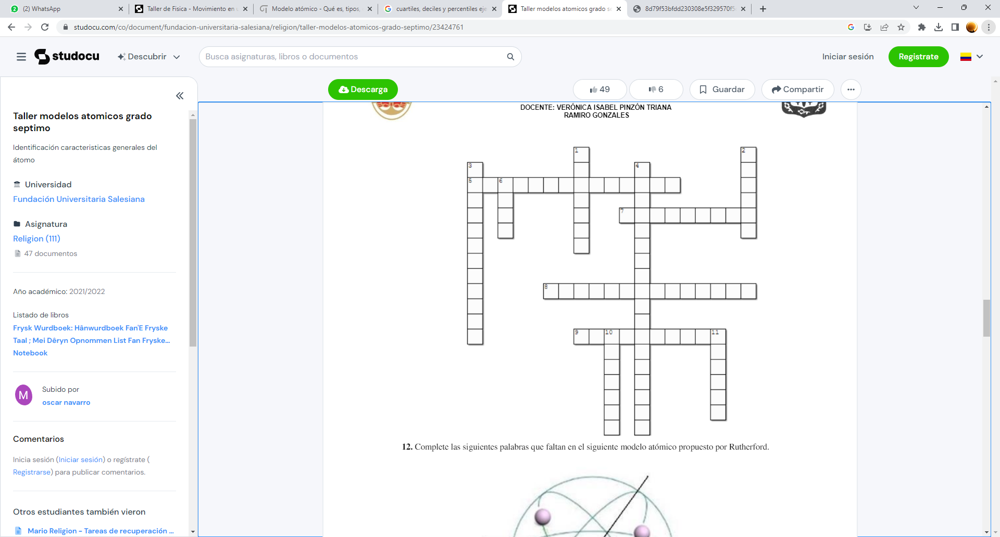 (2) WhatsApp
Taller de Fisica - Movimiento en
Modelo atómico - Qué es, tipos,
cuartiles, deciles y percentiles eje
Taller modelos atomicos grado se
8d79f53bfdd230308e5f329570f5
studocu.com/co/document/fundacion-universitaria-salesiana/religion/taller-modelos-atomicos-grado-septimo/23424761
studocu
Descubrir
Busca asignaturas, libros o documentos
Iniciar sesión
Registrate
Descarga
49
6
Guardar
Compartir
Taller modelos atomicos grado
septimo
Identificación caracteristicas generales del
átomo
Universidad
Fundación Universitaria Salesiana
Asignatura
Religion (111)
47 documentos
Año académico: 2021/2022
Listado de libros
Frysk Wurdboek: Hânwurdboek Fan'E Fryske
Taal ; Mei Dêryn Opnommen List Fan Fryske...
Notebook
M
Subido por
oscar navarro
Comentarios
Inicia sesión (Iniciar sesión) o regístrate (
Registrarse) para publicar comentarios.
Otros estudiantes también vieron
Mario Religion - Tareas de recuperación ...
DOCENTE: VERÓNICA ISABEL PINZÓN TRIANA
RAMIRO GONZALES
1
2
3
4
5
6
7
8
9
10
11
12. Complete las siguientes palabras que faltan en el siguiente modelo atómico propuesto por Rutherford.